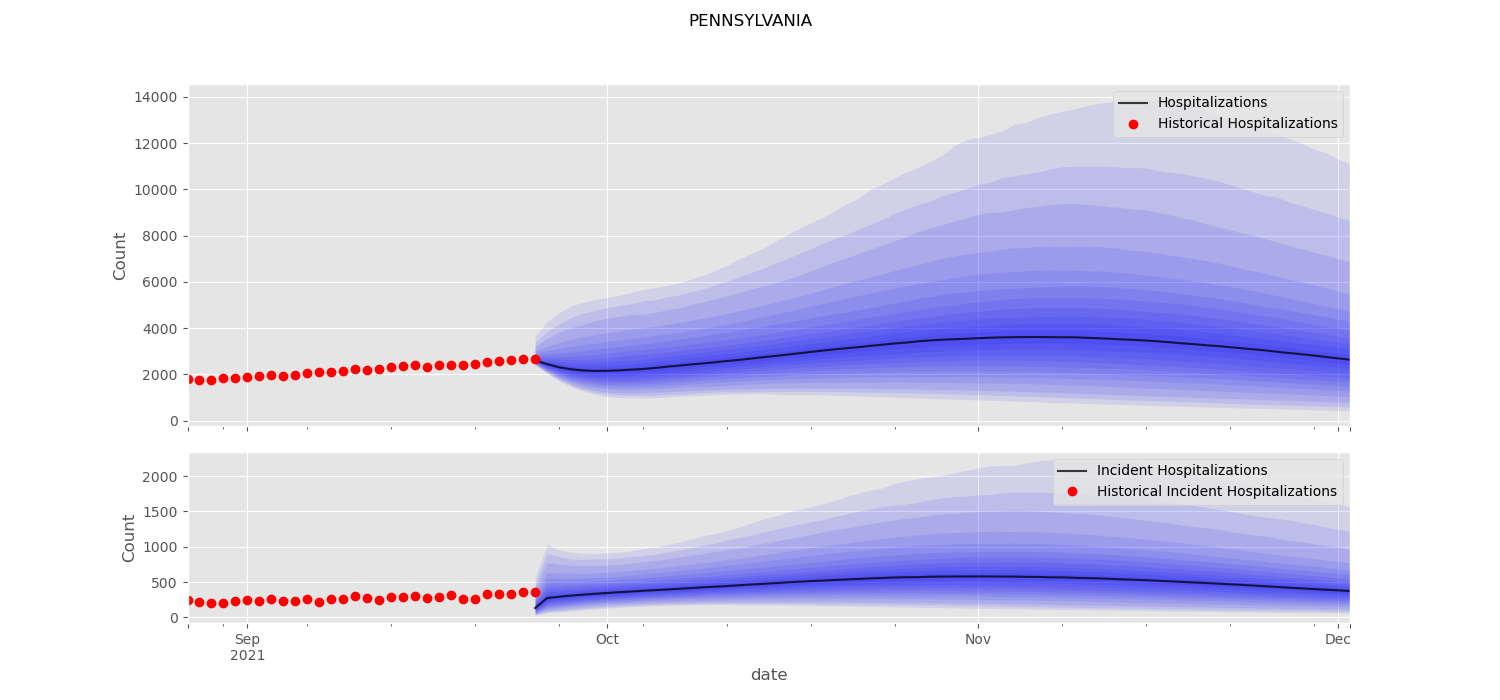 PENNSYLVANIA
Hospitalizations
Historical Hospitalizations
Count
14000
12000
10000
8000
6000
4000
2000
0
Incident Hospitalizations
Historical Incident Hospitalizations
Count
2000
1500
1000
500
0
Sep Oct Nov Dec
2021
date